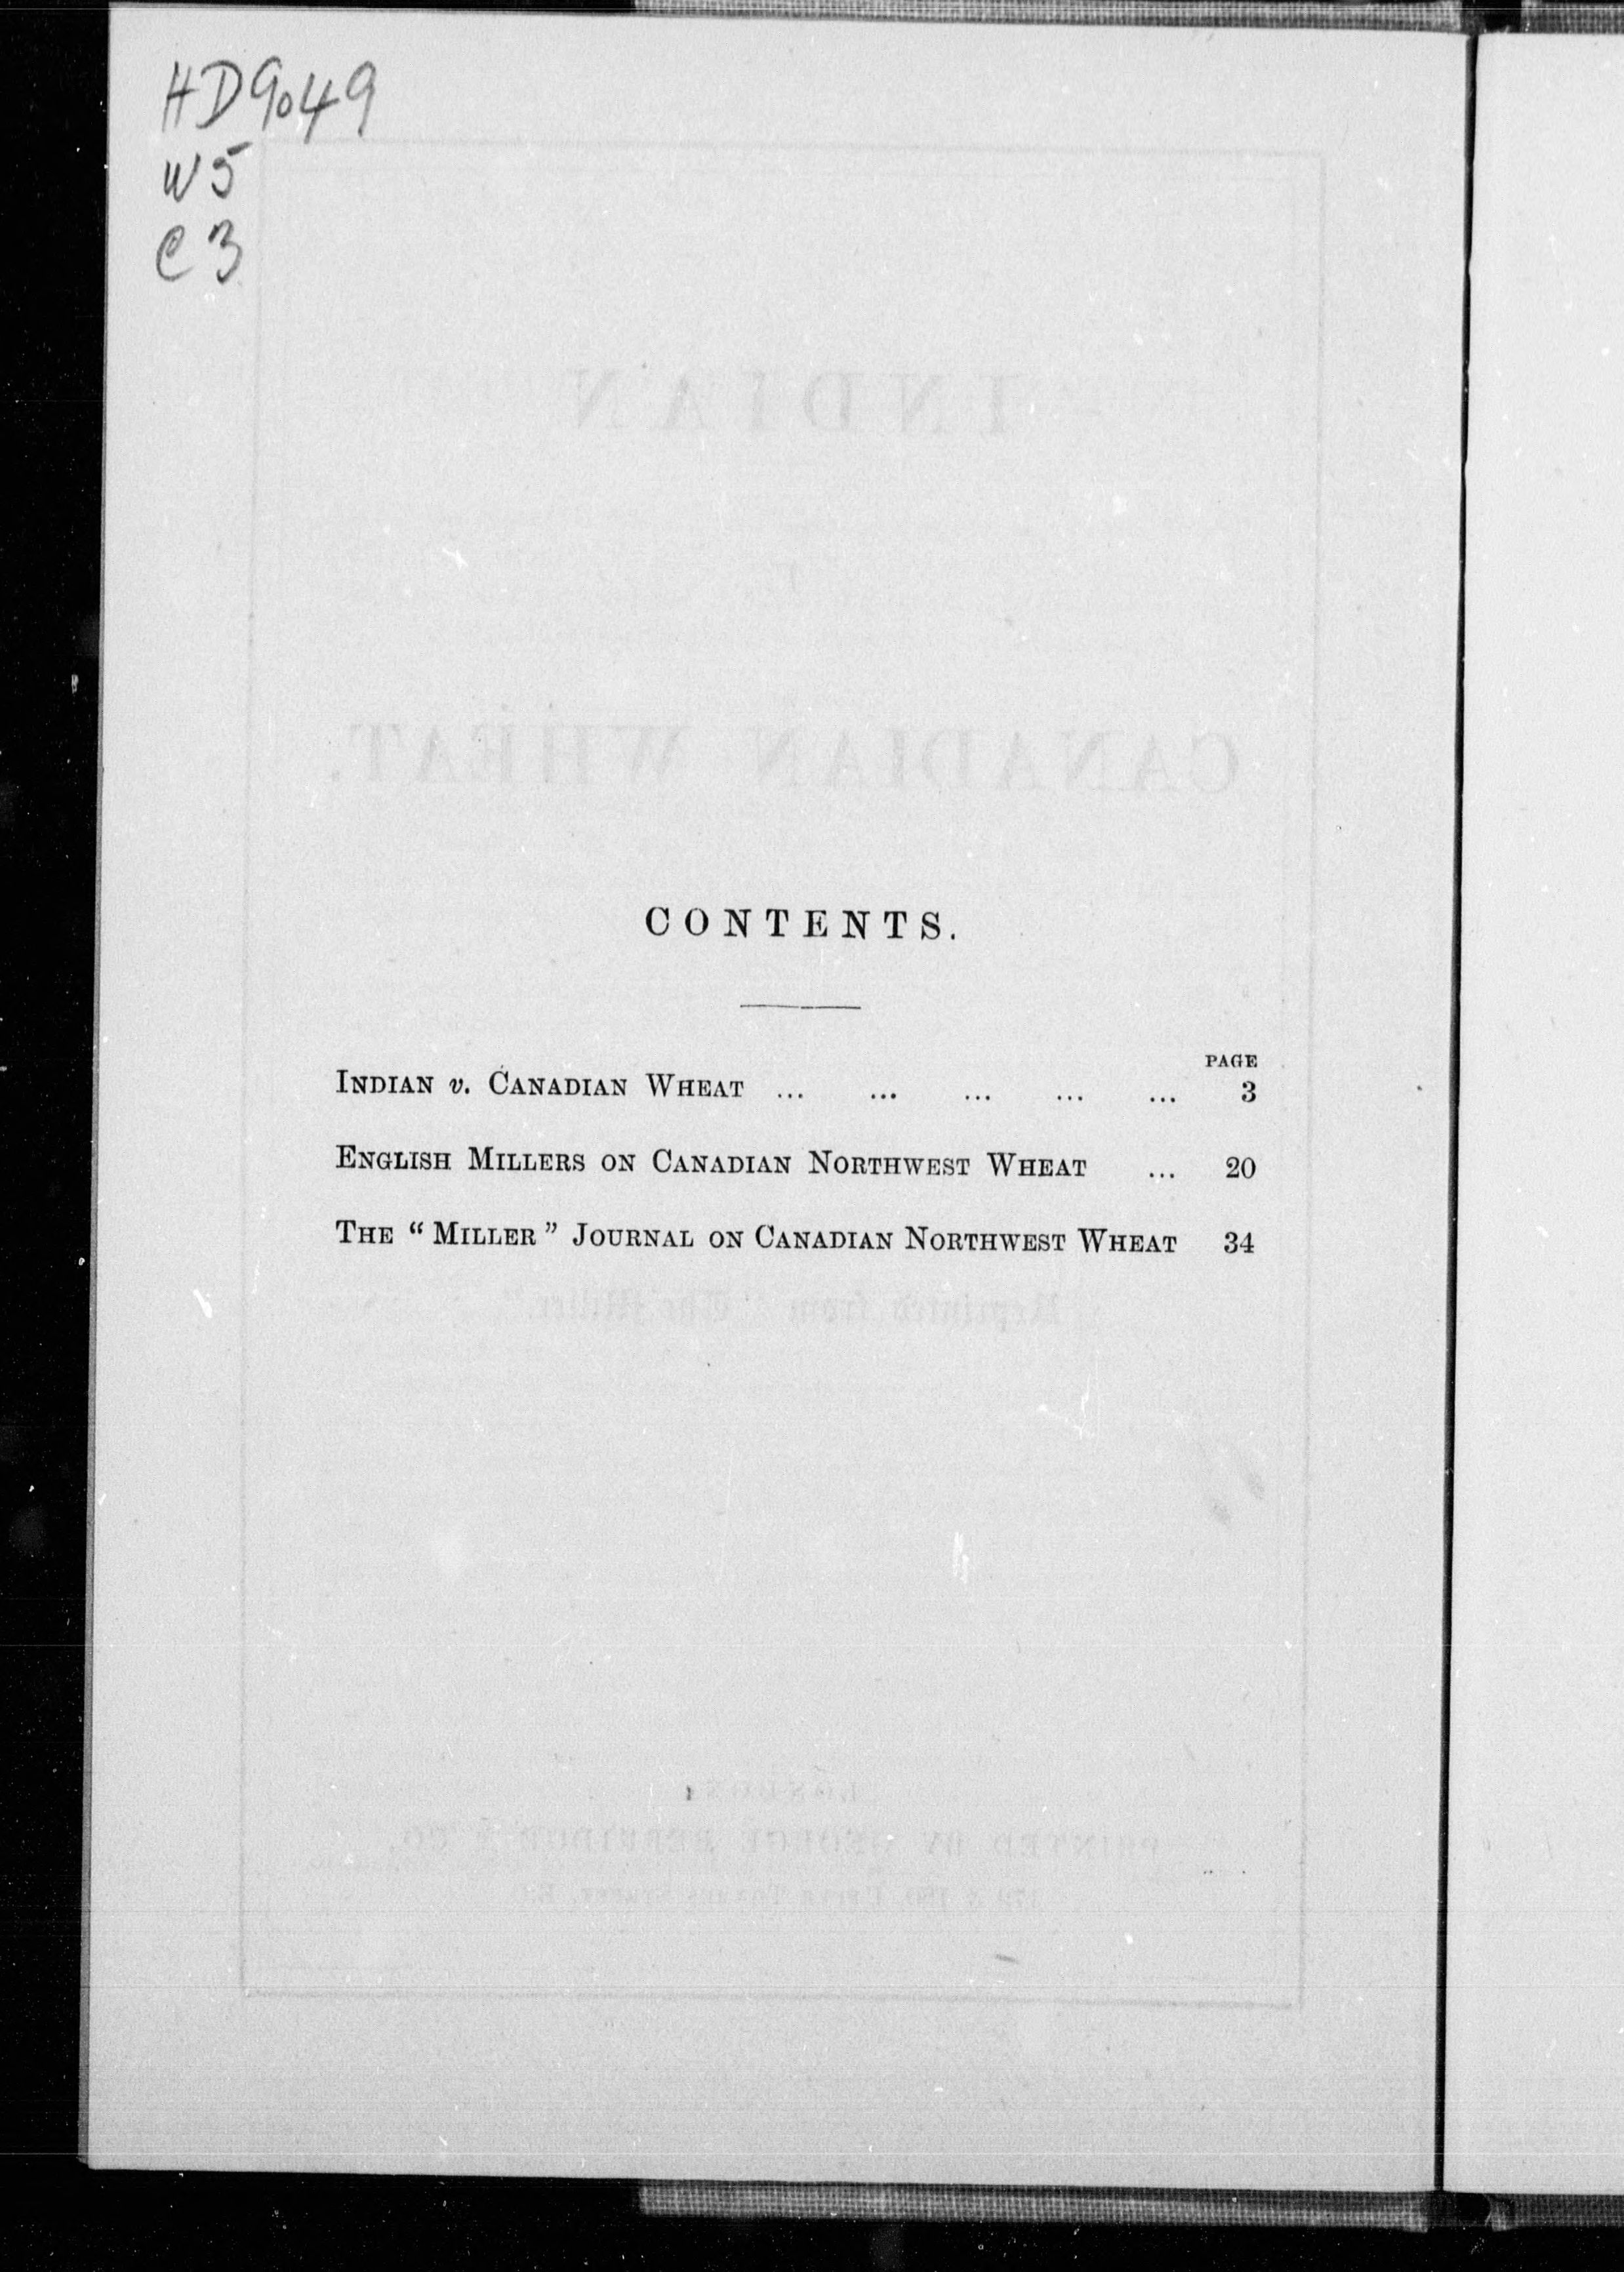 HD9049
W5
C3
CONTENTS.
PAGE
INDIAN v. CANADIAN WHEAT ... ... ... ... ... 3
ENGLISH MILLERS ON CANADIAN NORTHWEST WHEAT ... 20
THE “MILLER” JOURNAL ON CANADIAN NORTHWEST WHEAT 34